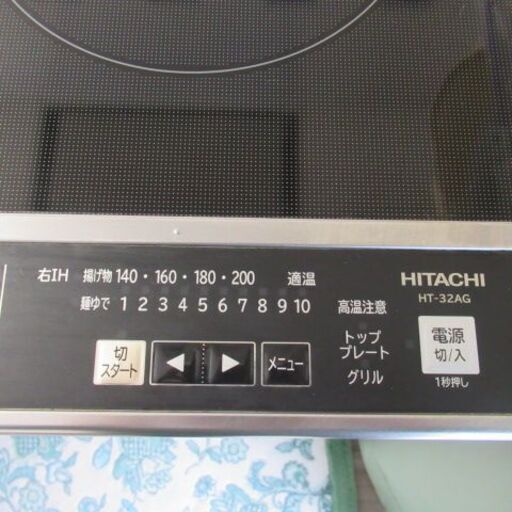 右IH 揚げ物 140・160・180・200 適温
麺ゆで 1 2 3 4 5 6 7 8 9 10 高温注意
HITACHI
HT-32AG
切
スタート
◀
▶
メニュー
トップ
プレート
グリル
電源
切/入
1秒押し